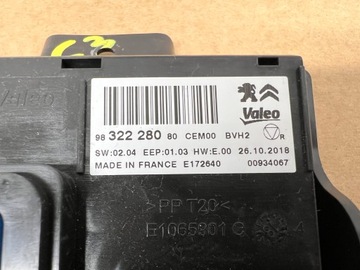 Valeo
Valeo
98 322 280 80 CEM00 BVH2
R
SW:02.04 EEP:01.03 HW:E.00 26.10.2018
MADE IN FRANCE E172640 00934067
>PP T20<